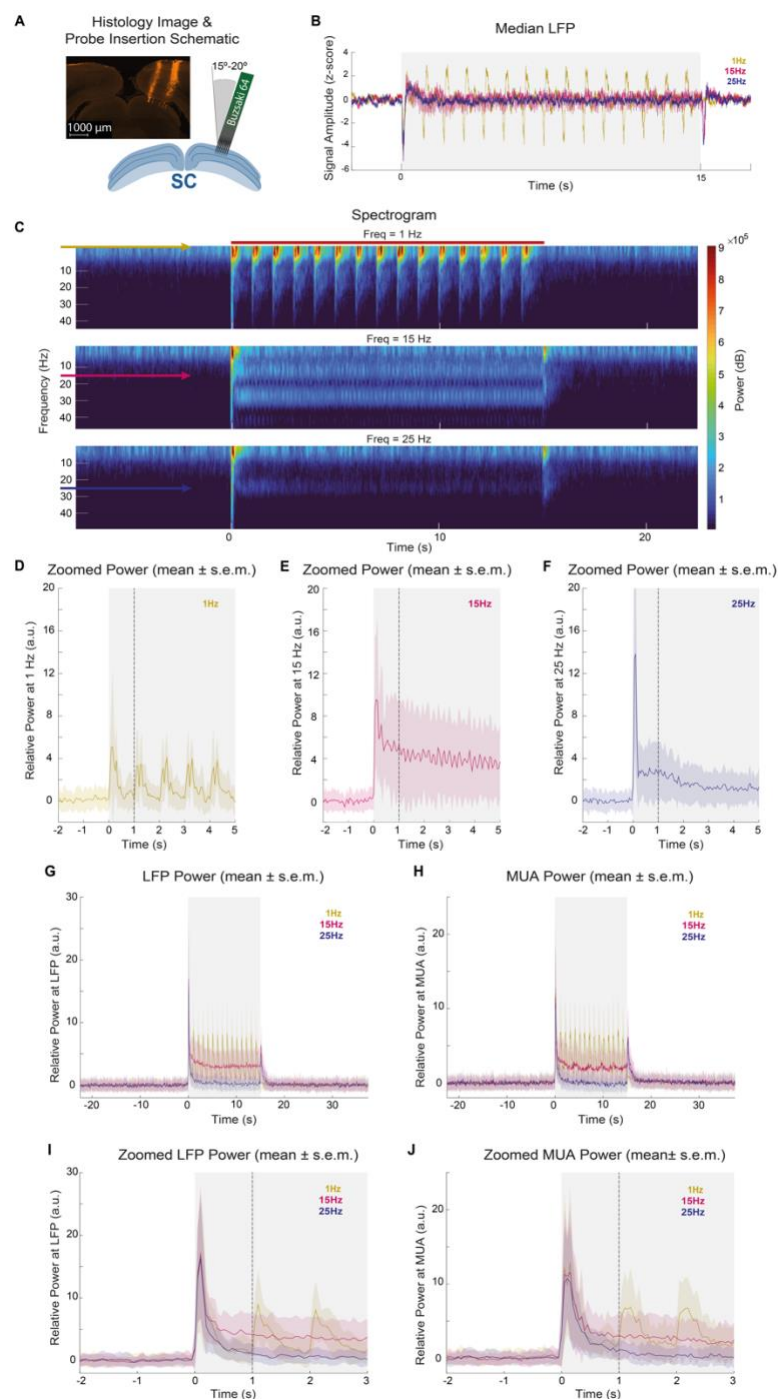 A
Histology Image &
Probe Insertion Schematic
15º-20º
Buzsaki 64
1000 µm
SC
B
Median LFP
Signal Amplitude (z-score)
4
2
0
-2
-4
-6
1Hz
15Hz
25Hz
0
15
Time (s)
C
Spectrogram
Freq = 1 Hz
10
20
30
40
Freq = 15 Hz
10
20
30
40
Freq = 25 Hz
10
20
30
40
Frequency (Hz)
0
10
20
Time (s)
9 ×10⁵
8
7
6
5
4
3
2
1
Power (dB)
D
Zoomed Power (mean ± s.e.m.)
Relative Power at 1 Hz (a.u.)
20
16
12
8
4
0
1Hz
-2 -1 0 1 2 3 4 5
Time (s)
E
Zoomed Power (mean ± s.e.m.)
Relative Power at 15 Hz (a.u.)
20
16
12
8
4
0
15Hz
-2 -1 0 1 2 3 4 5
Time (s)
F
Zoomed Power (mean ± s.e.m.)
Relative Power at 25 Hz (a.u.)
20
16
12
8
4
0
25Hz
-2 -1 0 1 2 3 4 5
Time (s)
G
LFP Power (mean ± s.e.m.)
Relative Power at LFP (a.u.)
30
20
10
0
1Hz
15Hz
25Hz
-20 -10 0 10 20 30
Time (s)
H
MUA Power (mean ± s.e.m.)
Relative Power at MUA (a.u.)
20
10
0
1Hz
15Hz
25Hz
-20 -10 0 10 20 30
Time (s)
I
Zoomed LFP Power (mean ± s.e.m.)
Relative Power at LFP (a.u.)
30
20
10
0
1Hz
15Hz
25Hz
-2 -1 0 1 2 3
Time (s)
J
Zoomed MUA Power (mean± s.e.m.)
Relative Power at MUA (a.u.)
20
10
0
1Hz
15Hz
25Hz
-2 -1 0 1 2 3
Time (s)